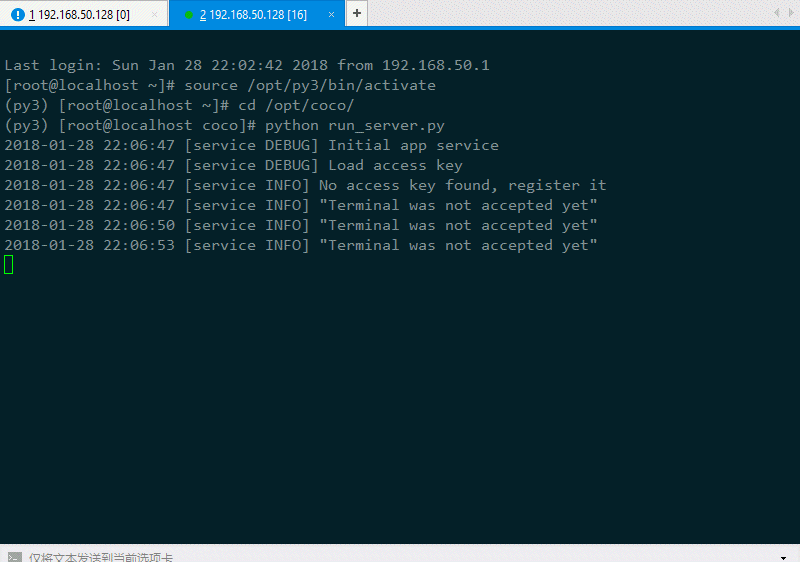 1 192.168.50.128 [0] × 2 192.168.50.128 [16] × +
Last login: Sun Jan 28 22:02:42 2018 from 192.168.50.1
[root@localhost ~]# source /opt/py3/bin/activate
(py3) [root@localhost ~]# cd /opt/coco/
(py3) [root@localhost coco]# python run_server.py
2018-01-28 22:06:47 [service DEBUG] Initial app service
2018-01-28 22:06:47 [service DEBUG] Load access key
2018-01-28 22:06:47 [service INFO] No access key found, register it
2018-01-28 22:06:47 [service INFO] "Terminal was not accepted yet"
2018-01-28 22:06:50 [service INFO] "Terminal was not accepted yet"
2018-01-28 22:06:53 [service INFO] "Terminal was not accepted yet"
仅将文本发送到当前选项卡